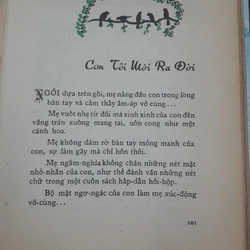 Con Tôi Mới Ra Đời
NGỒI dựa trên gối, mẹ nâng đầu con trong lòng
bàn tay và cảm thấy âm-áp vô cùng...
Mẹ vuốt nhẹ từ đôi má xinh xinh của con đến
vầng trán xuống mang tai, uốn cong như một
cánh hoa.
Mẹ không dám rờ bàn tay mỏng manh của
con, sợ làm gãy mà chỉ hôn thôi.
Mẹ ngắm-nghía khôn chán những nét mặt
nhỏ-nhắn của con, như thể đánh vần những nét
chữ trong một cuốn sách hấp-dẫn hồi-hộp.
Bộ mặt ngơ-ngác của con làm mẹ xúc-động
vô-cùng...
101